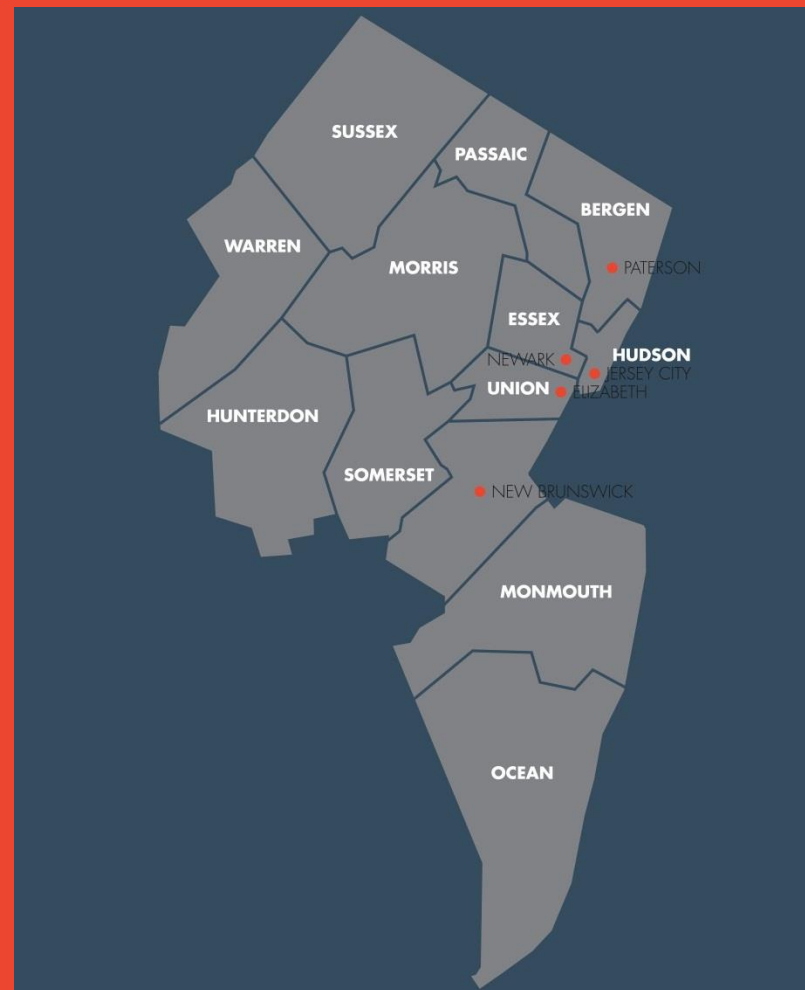 SUSSEX
PASSAIC
BERGEN
WARREN
MORRIS
PATERSON
ESSEX
HUDSON
NEWARK
JERSEY CITY
UNION
ELIZABETH
HUNTERDON
SOMERSET
NEW BRUNSWICK
MONMOUTH
OCEAN